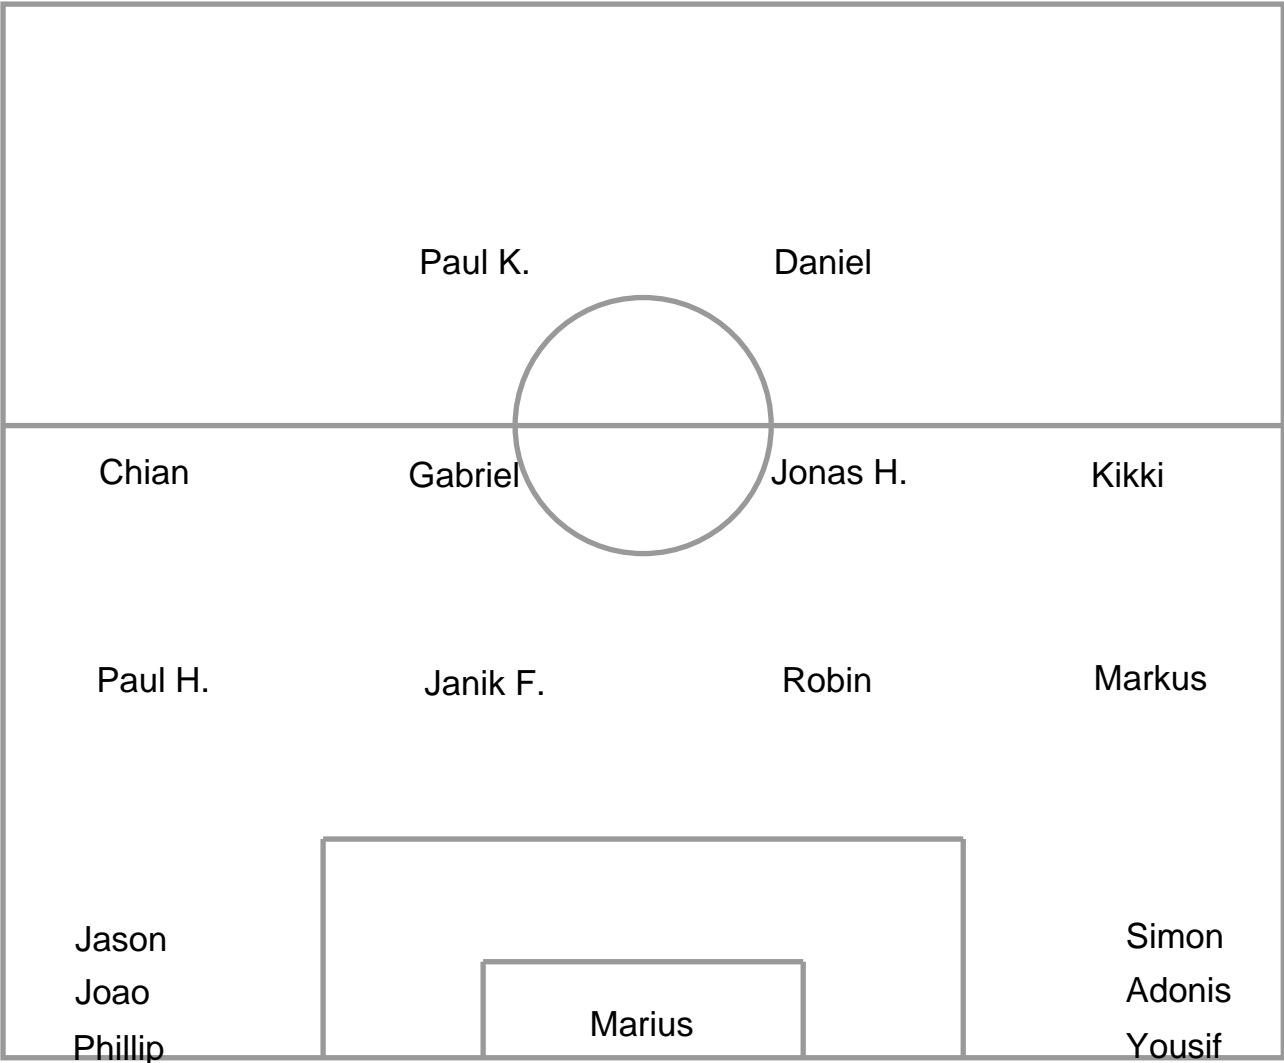 Paul K. Daniel
Chian Gabriel Jonas H. Kikki
Paul H. Janik F. Robin Markus
Jason Simon
Joao Adonis
Marius
Phillip Yousif